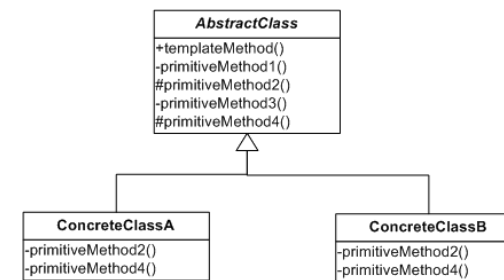 AbstractClass
+templateMethod()
-primitiveMethod1()
#primitiveMethod2()
-primitiveMethod3()
#primitiveMethod4()
ConcreteClassA
-primitiveMethod2()
-primitiveMethod4()
ConcreteClassB
-primitiveMethod2()
-primitiveMethod4()